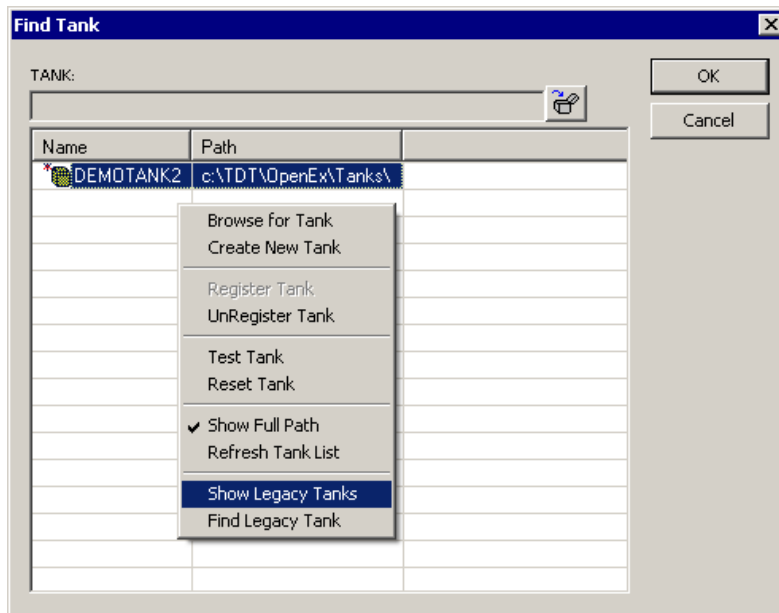 Find Tank
TANK:
OK
Cancel
Name Path
DEMOTANK2 c:\TDT\OpenEx\Tanks\
Browse for Tank
Create New Tank
Register Tank
UnRegister Tank
Test Tank
Reset Tank
Show Full Path
Refresh Tank List
Show Legacy Tanks
Find Legacy Tank